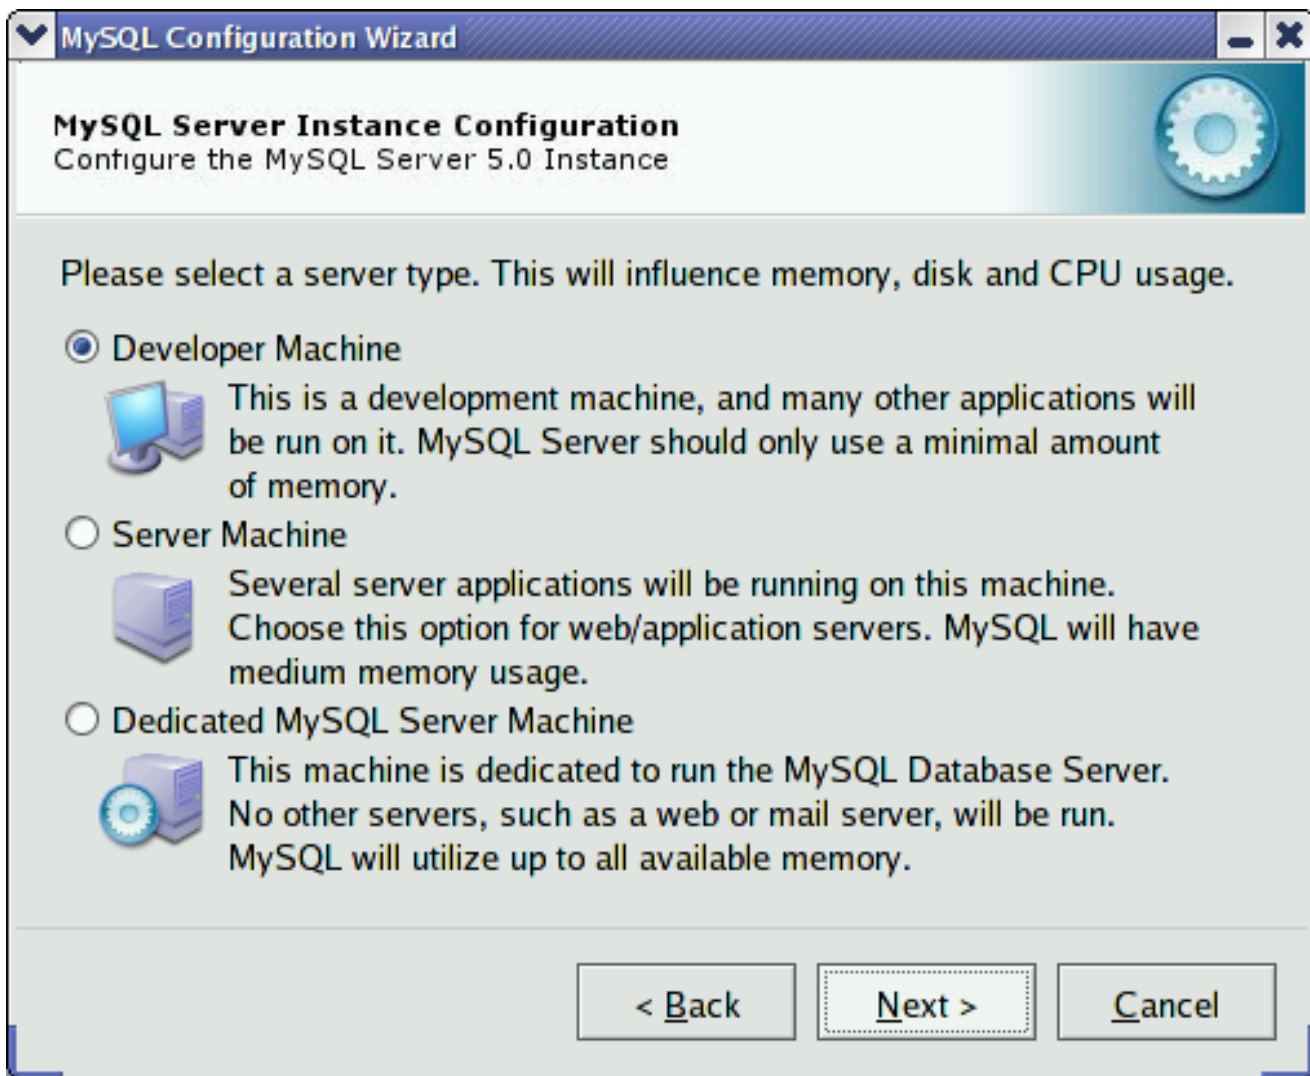 MySQL Configuration Wizard
MySQL Server Instance Configuration
Configure the MySQL Server 5.0 Instance
Please select a server type. This will influence memory, disk and CPU usage.
Developer Machine
This is a development machine, and many other applications will
be run on it. MySQL Server should only use a minimal amount
of memory.
Server Machine
Several server applications will be running on this machine.
Choose this option for web/application servers. MySQL will have
medium memory usage.
Dedicated MySQL Server Machine
This machine is dedicated to run the MySQL Database Server.
No other servers, such as a web or mail server, will be run.
MySQL will utilize up to all available memory.
< Back
Next >
Cancel